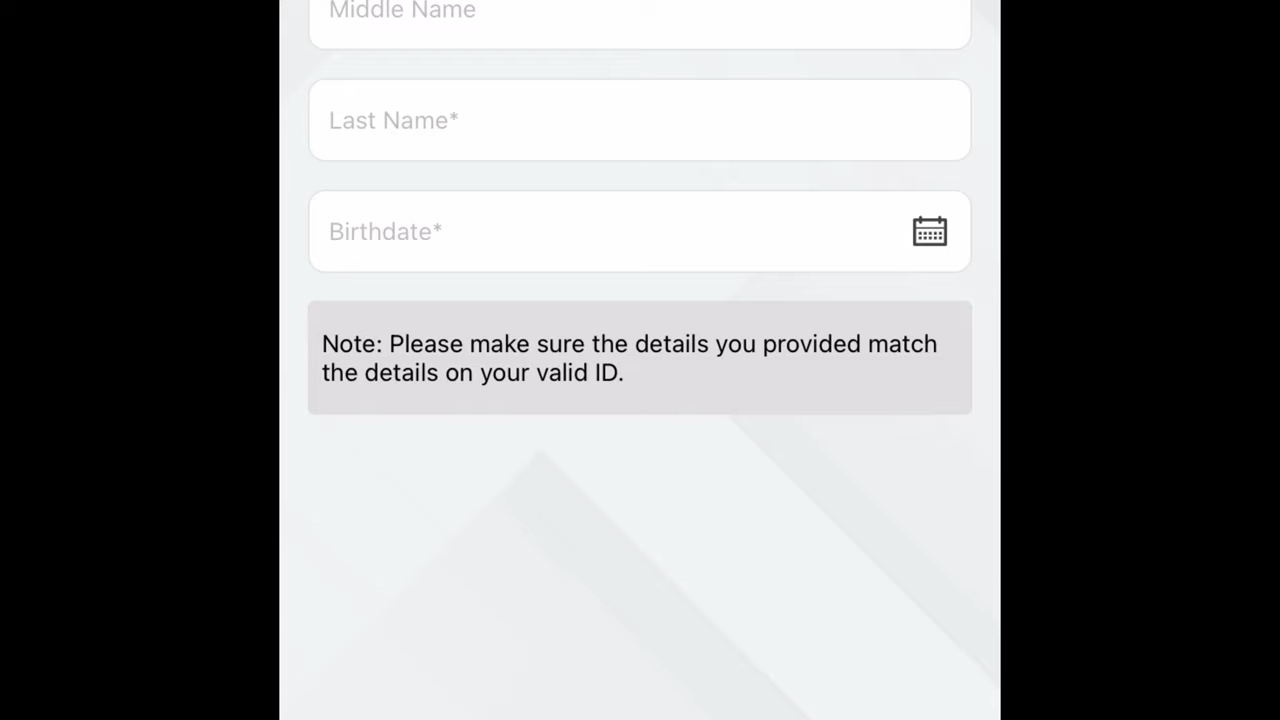 Middle Name
Last Name*
Birthdate*
Note: Please make sure the details you provided match
the details on your valid ID.